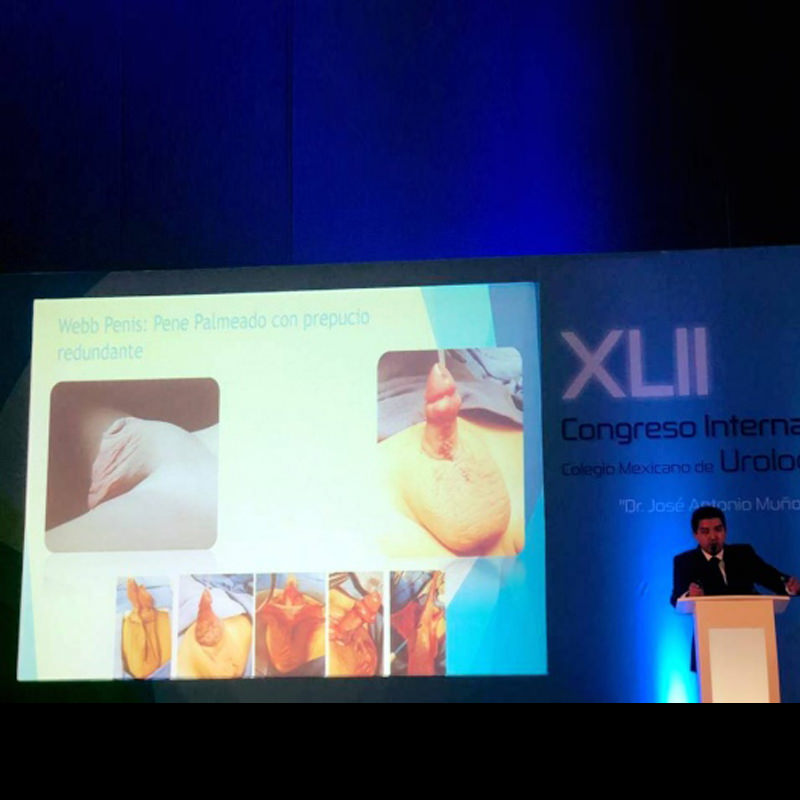 Webb Penis: Pene Palmeado con prepucio
redundante
XLII
Congreso Interna
Colegio Mexicano de Urolo
"Dr. José Antonio Muño